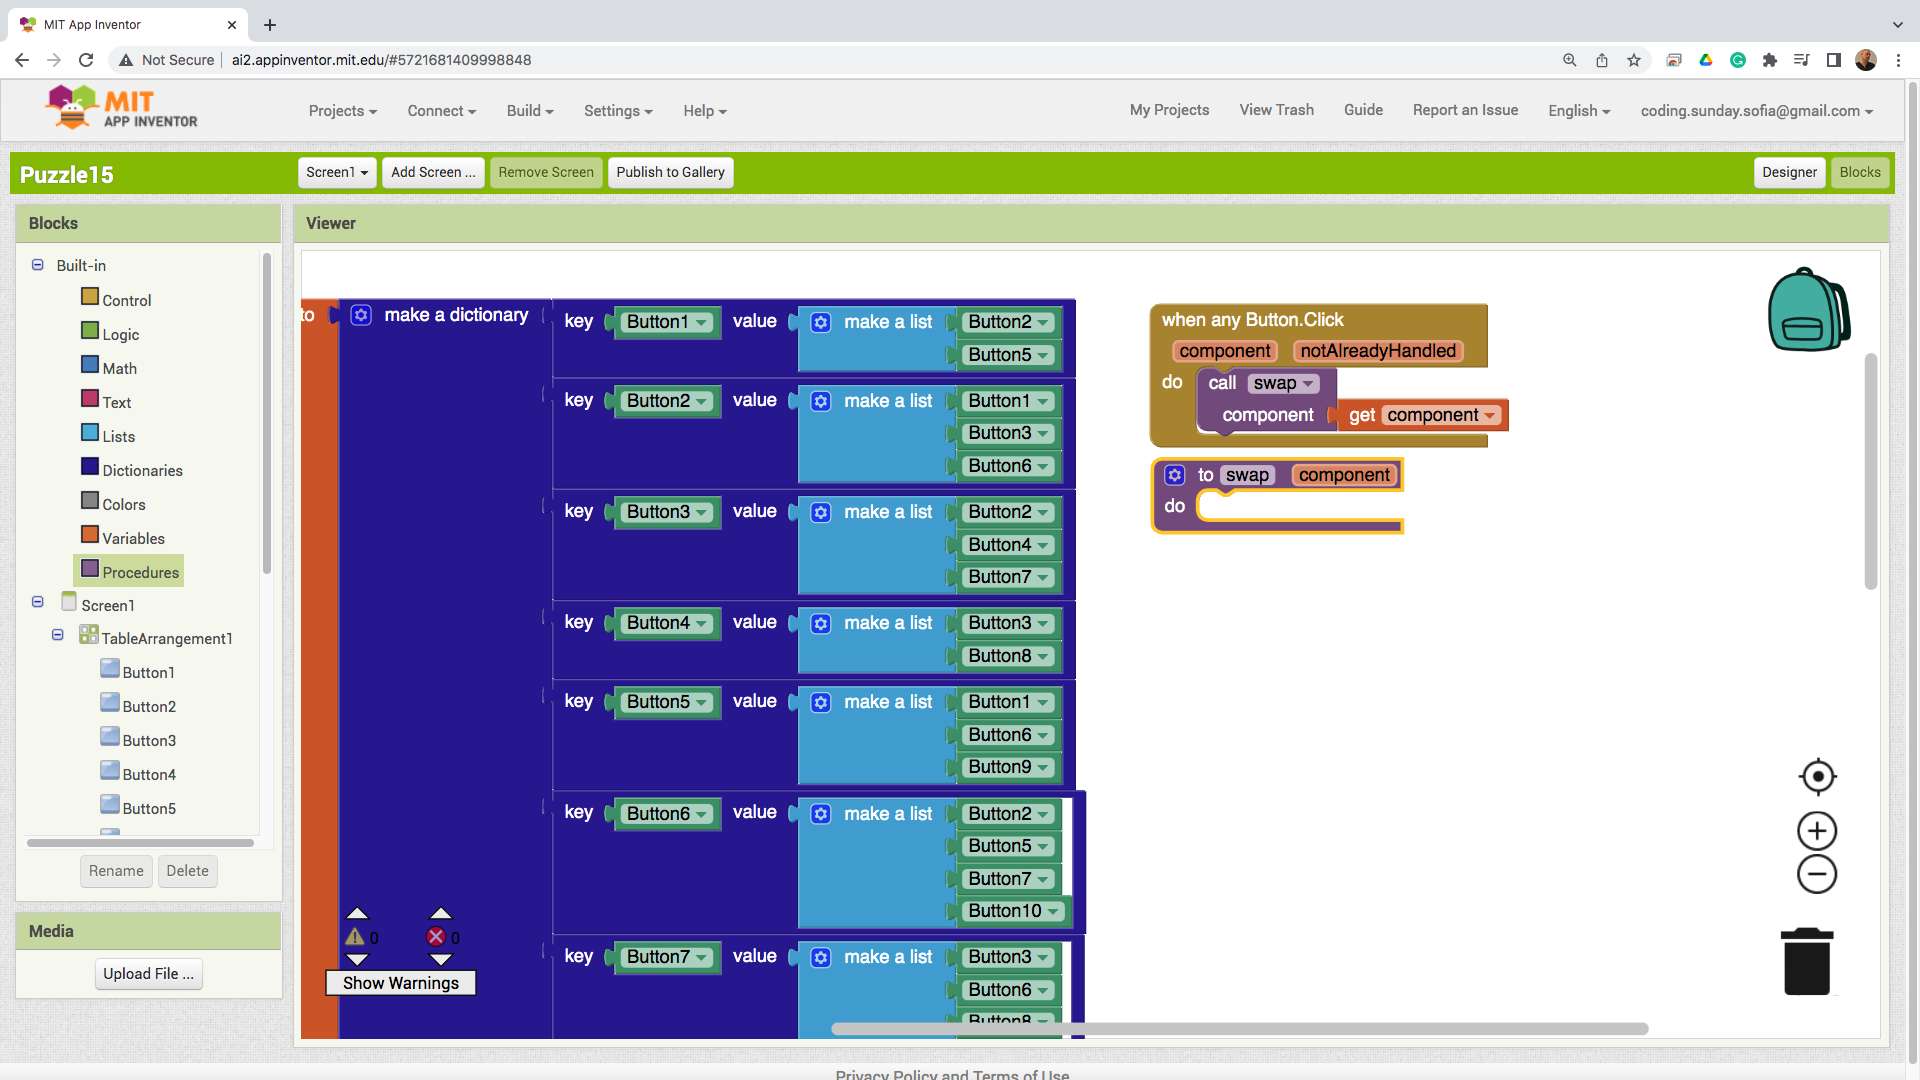 MIT App Inventor
Not Secure
ai2.appinventor.mit.edu/#5721681409998848
MIT
APP INVENTOR
Projects
Connect
Build
Settings
Help
My Projects
View Trash
Guide
Report an Issue
English
coding.sunday.sofia@gmail.com
Puzzle15
Screen1
Add Screen ...
Remove Screen
Publish to Gallery
Designer
Blocks
Blocks
Built-in
Control
Logic
Math
Text
Lists
Dictionaries
Colors
Variables
Procedures
Screen1
TableArrangement1
Button1
Button2
Button3
Button4
Button5
Rename
Delete
Media
Upload File ...
Viewer
to
make a dictionary
key Button1 value make a list Button2
Button5
key Button2 value make a list Button1
Button3
Button6
key Button3 value make a list Button2
Button4
Button7
key Button4 value make a list Button3
Button8
key Button5 value make a list Button1
Button6
Button9
key Button6 value make a list Button2
Button5
Button7
Button10
key Button7 value make a list Button3
Button6
Button8
0
0
Show Warnings
when any Button.Click
component notAlreadyHandled
do call swap
component get component
to swap component
do
Privacy Policy and Terms of Use